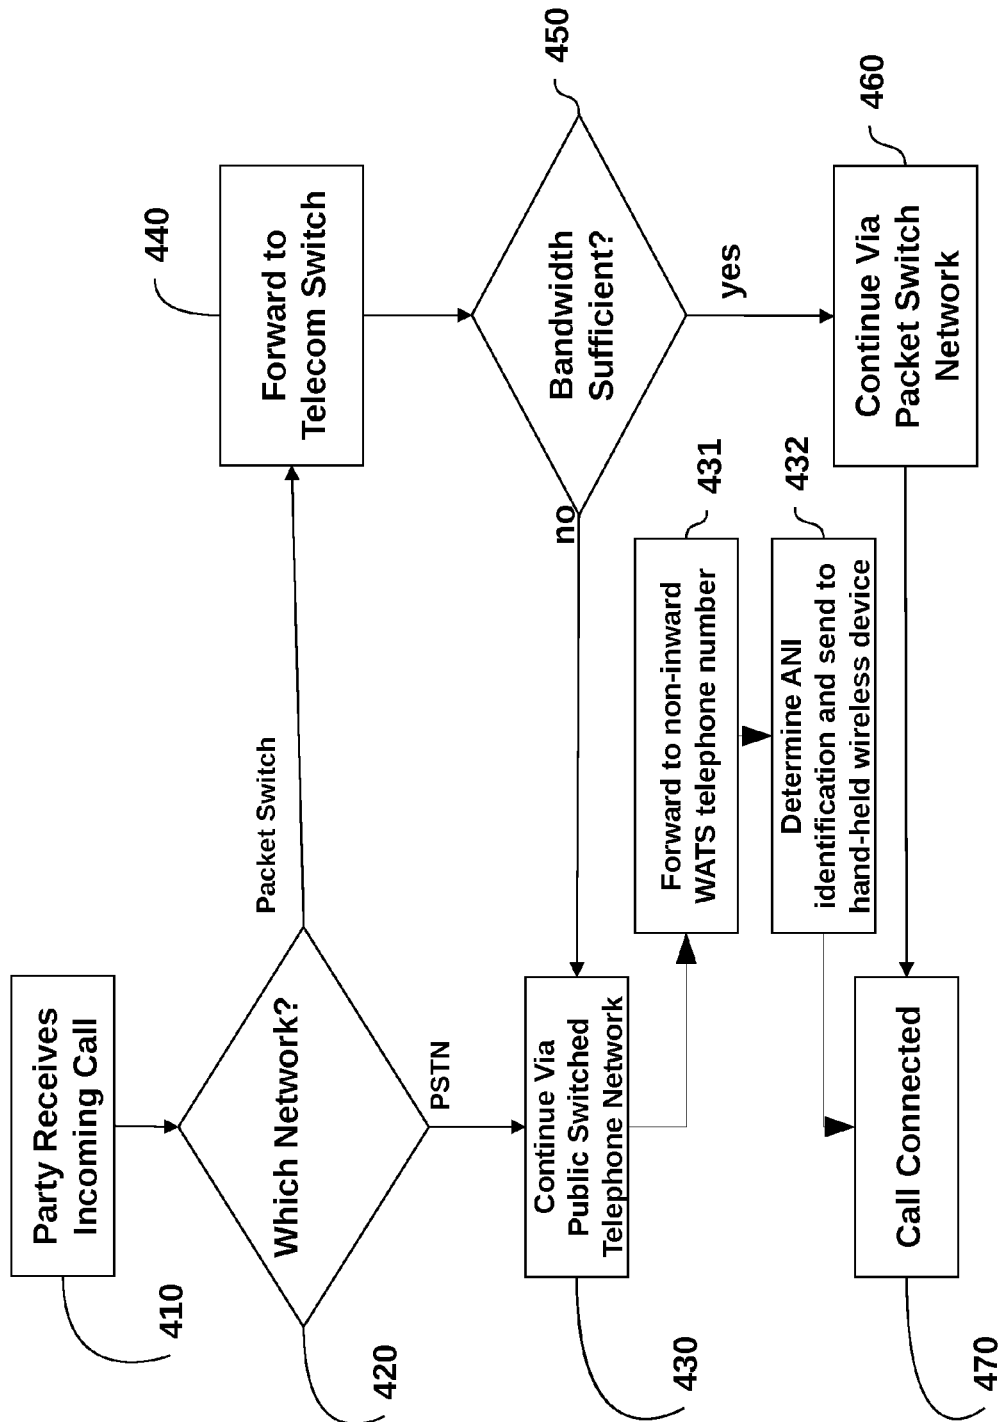 410
Party Receives
Incoming Call
420
Which Network?
Packet Switch
PSTN
440
Forward to
Telecom Switch
450
Bandwidth
Sufficient?
no
yes
430
Continue Via
Public Switched
Telephone Network
431
Forward to non-inward
WATS telephone number
432
Determine ANI
identification and send to
hand-held wireless device
460
Continue Via
Packet Switch
Network
470
Call Connected